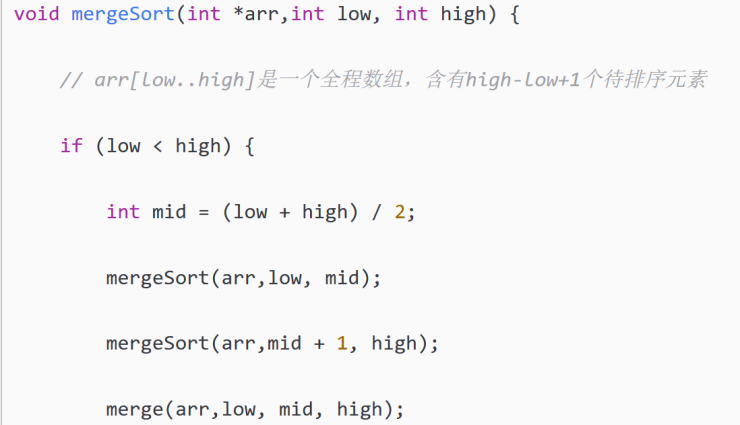 void mergeSort(int *arr,int low, int high) {
// arr[low..high]是一个全程数组，含有high-low+1个待排序元素
if (low < high) {
int mid = (low + high) / 2;
mergeSort(arr,low, mid);
mergeSort(arr,mid + 1, high);
merge(arr,low, mid, high);